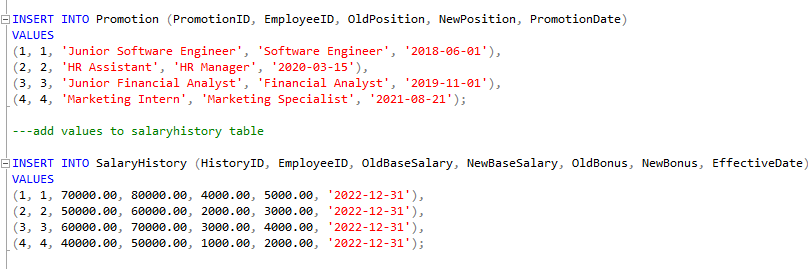 INSERT INTO Promotion (PromotionID, EmployeeID, OldPosition, NewPosition, PromotionDate)
VALUES
(1, 1, 'Junior Software Engineer', 'Software Engineer', '2018-06-01'),
(2, 2, 'HR Assistant', 'HR Manager', '2020-03-15'),
(3, 3, 'Junior Financial Analyst', 'Financial Analyst', '2019-11-01'),
(4, 4, 'Marketing Intern', 'Marketing Specialist', '2021-08-21');
---add values to salaryhistory table
INSERT INTO SalaryHistory (HistoryID, EmployeeID, OldBaseSalary, NewBaseSalary, OldBonus, NewBonus, EffectiveDate)
VALUES
(1, 1, 70000.00, 80000.00, 4000.00, 5000.00, '2022-12-31'),
(2, 2, 50000.00, 60000.00, 2000.00, 3000.00, '2022-12-31'),
(3, 3, 60000.00, 70000.00, 3000.00, 4000.00, '2022-12-31'),
(4, 4, 40000.00, 50000.00, 1000.00, 2000.00, '2022-12-31');